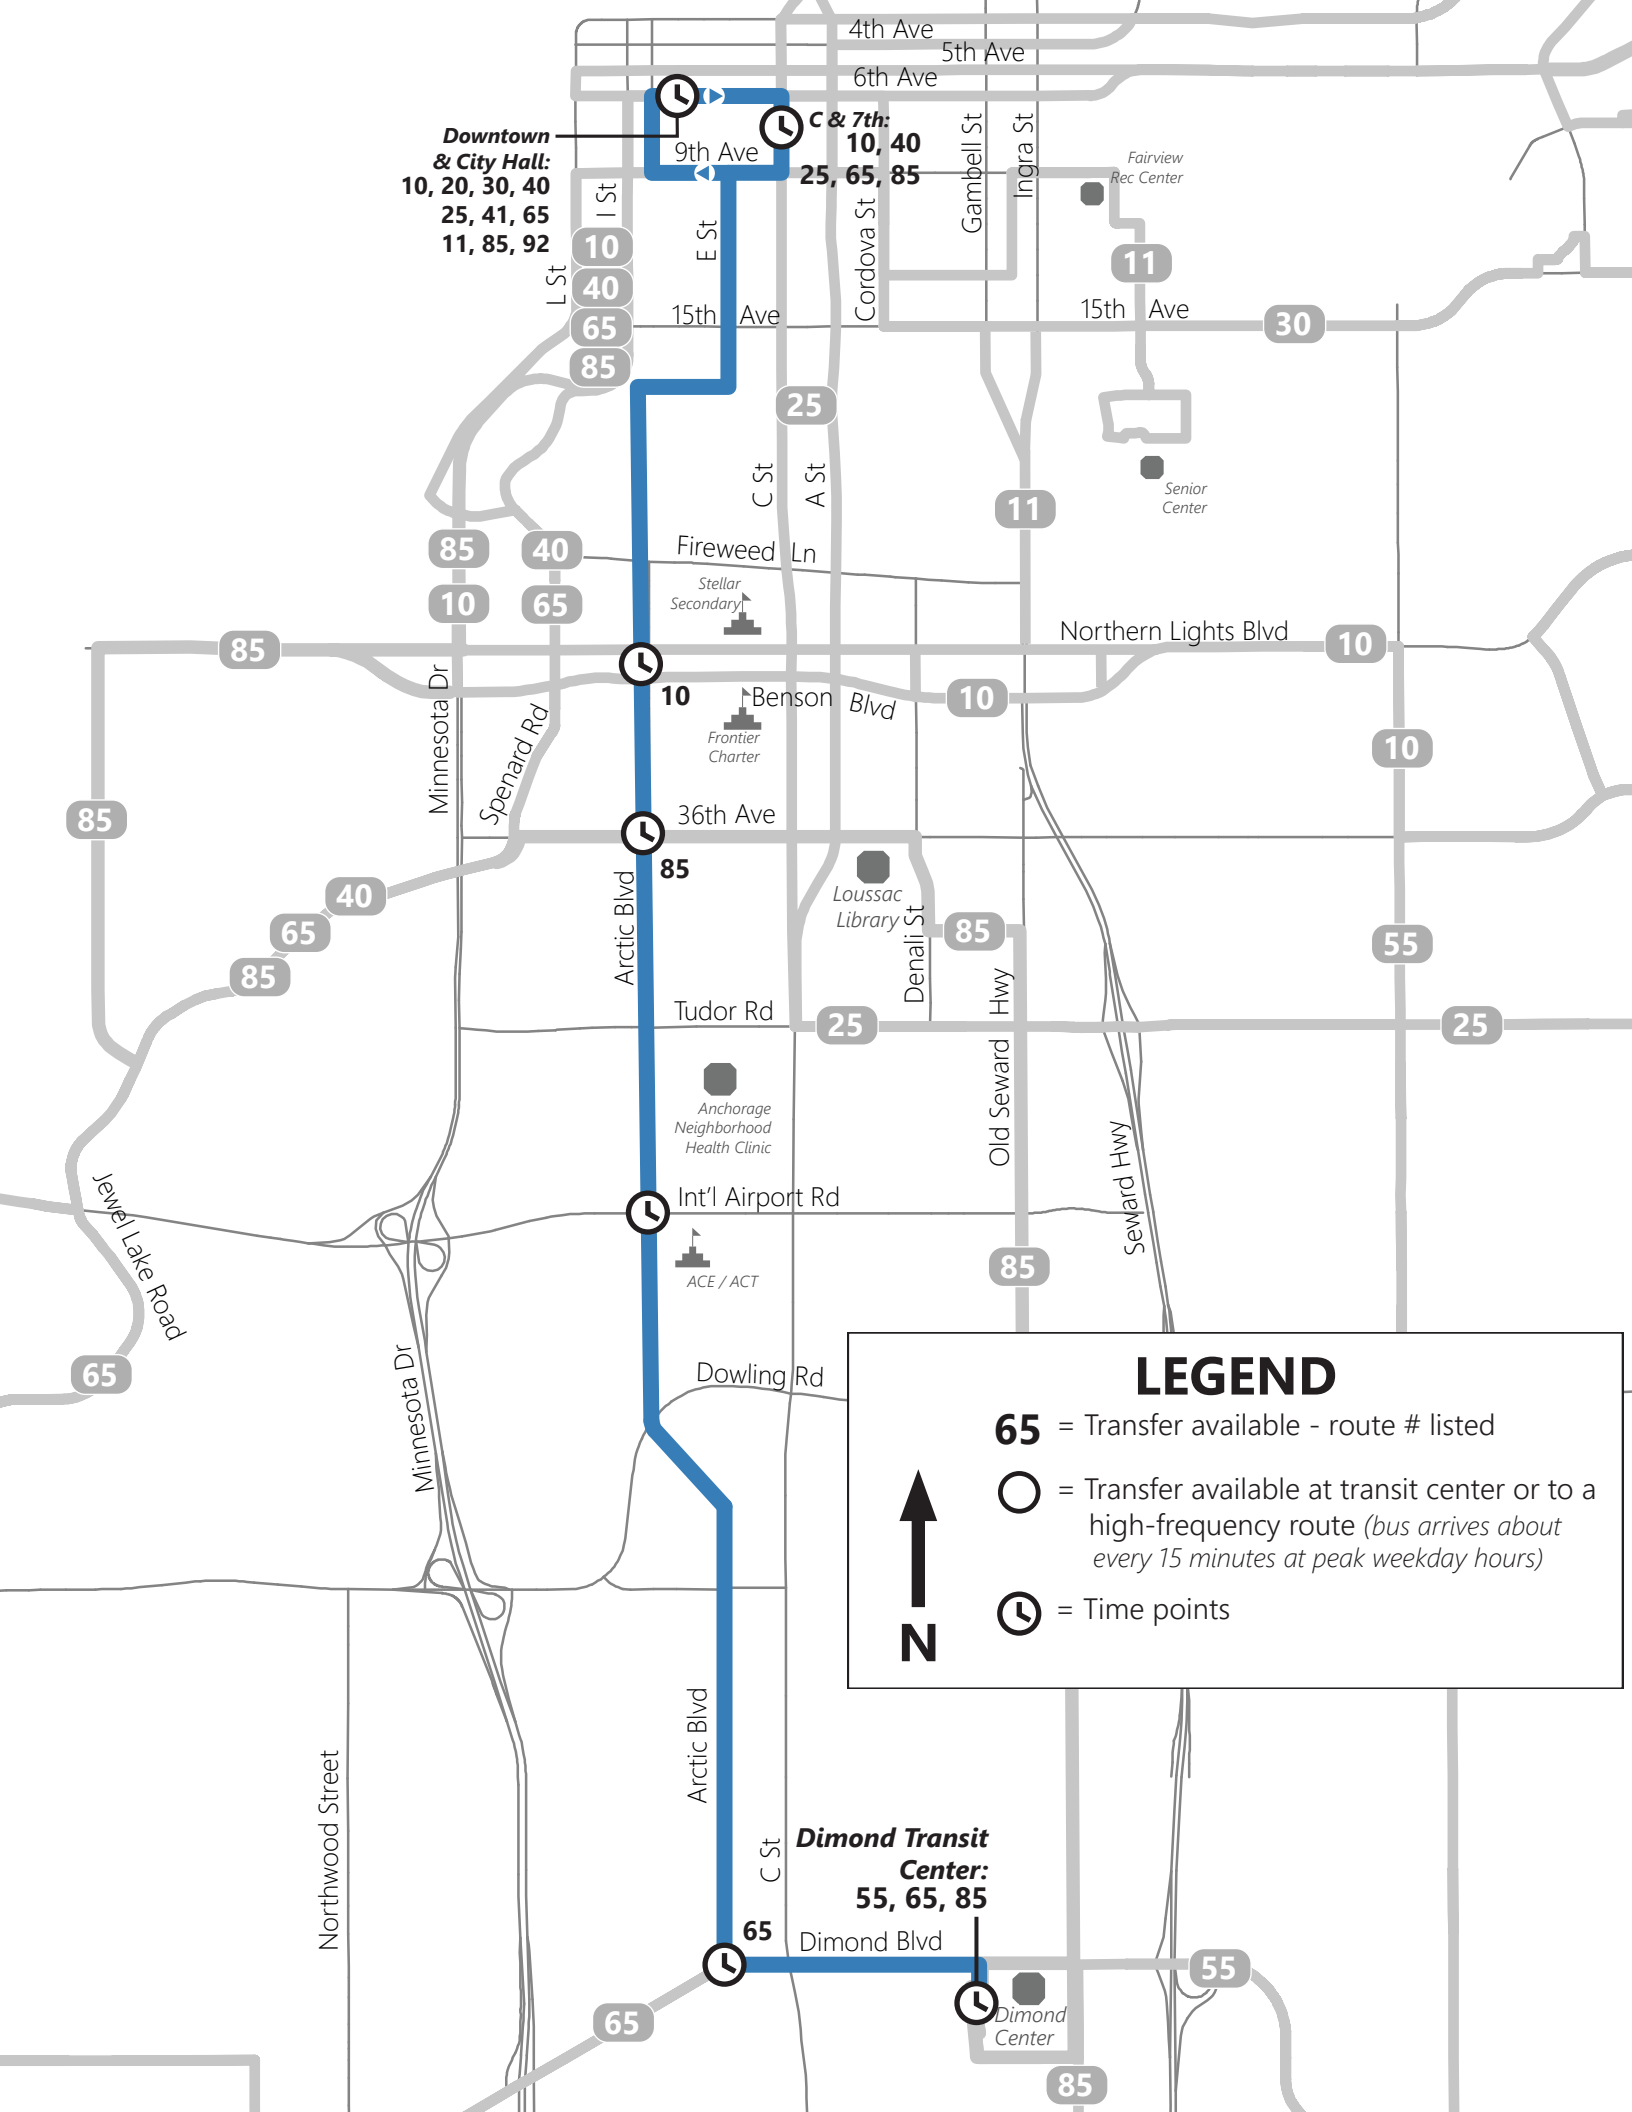 4th Ave
5th Ave
6th Ave
Downtown
& City Hall:
10, 20, 30, 40
25, 41, 65
11, 85, 92
C & 7th:
10, 40
25, 65, 85
9th Ave
I St
L St
E St
Cordova St
Gambell St
Ingra St
Fairview
Rec Center
10
40
65
85
11
15th Ave
15th Ave
30
25
C St
A St
11
Senior
Center
85
40
10
65
Fireweed Ln
Stellar
Secondary
85
Northern Lights Blvd
10
10
Benson Blvd
10
Frontier
Charter
Minnesota Dr
Spenard Rd
10
85
36th Ave
85
40
65
85
Arctic Blvd
Loussac
Library
Denali St
85
55
Tudor Rd
25
25
Old Seward Hwy
Anchorage
Neighborhood
Health Clinic
Seward Hwy
Jewel Lake Road
Int'l Airport Rd
ACE / ACT
85
65
Minnesota Dr
Dowling Rd
LEGEND
65 = Transfer available - route # listed
= Transfer available at transit center or to a
high-frequency route (bus arrives about
every 15 minutes at peak weekday hours)
= Time points
N
Arctic Blvd
Northwood Street
C St
Dimond Transit
Center:
55, 65, 85
65
Dimond Blvd
55
65
Dimond
Center
85